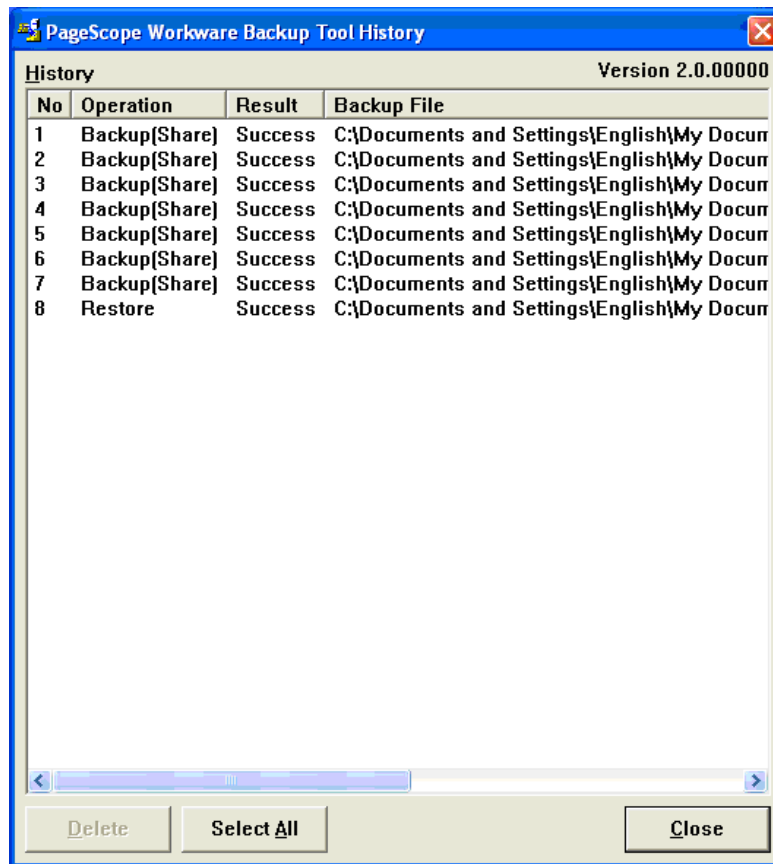 PageScope Workware Backup Tool History
History Version 2.0.00000
No Operation Result Backup File
1 Backup(Share) Success C:\Documents and Settings\English\My Docum
2 Backup(Share) Success C:\Documents and Settings\English\My Docum
3 Backup(Share) Success C:\Documents and Settings\English\My Docum
4 Backup(Share) Success C:\Documents and Settings\English\My Docum
5 Backup(Share) Success C:\Documents and Settings\English\My Docum
6 Backup(Share) Success C:\Documents and Settings\English\My Docum
7 Backup(Share) Success C:\Documents and Settings\English\My Docum
8 Restore Success C:\Documents and Settings\English\My Docum
Delete Select All Close